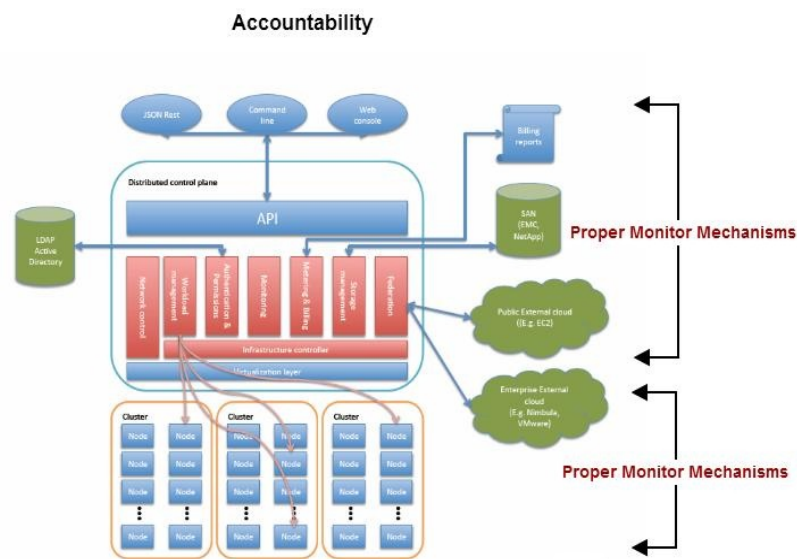 Accountability
JSON Rast
Command
line
Web
console
Billing
reports
Distributed control plane
API
LDAP
Active
Directory
SAN
(EMC,
NetApp)
Proper Monitor Mechanisms
Network control
Workload
management
Authentication &
Permissions
Monitoring
Metering & billing
Storage
management
Federation
Infrastructure controller
Virtualization layer
Public External cloud
((E.g. EC2)
Enterprise External
cloud
(E.g. Nimbula,
VMware)
Proper Monitor Mechanisms
Cluster
Cluster
Cluster
Node Node Node Node Node Node
Node Node Node Node Node Node
Node Node Node Node Node Node
Node Node Node Node Node Node